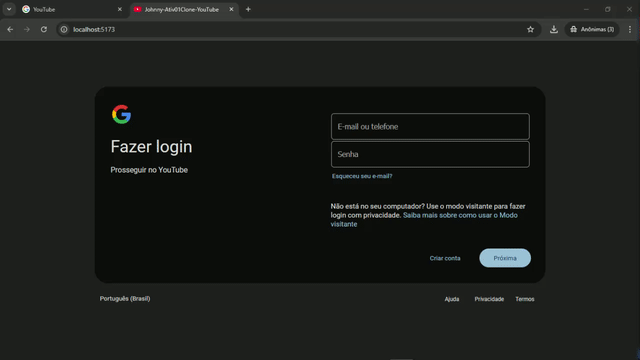 YouTube
Johnny-Ativ01Clone-YouTube
localhost:5173
Anônimas (3)
Fazer login
Prosseguir no YouTube
E-mail ou telefone
Senha
Esqueceu seu e-mail?
Não está no seu computador? Use o modo visitante para fazer
login com privacidade. Saiba mais sobre como usar o Modo
visitante
Criar conta
Próxima
Português (Brasil)
Ajuda
Privacidade
Termos